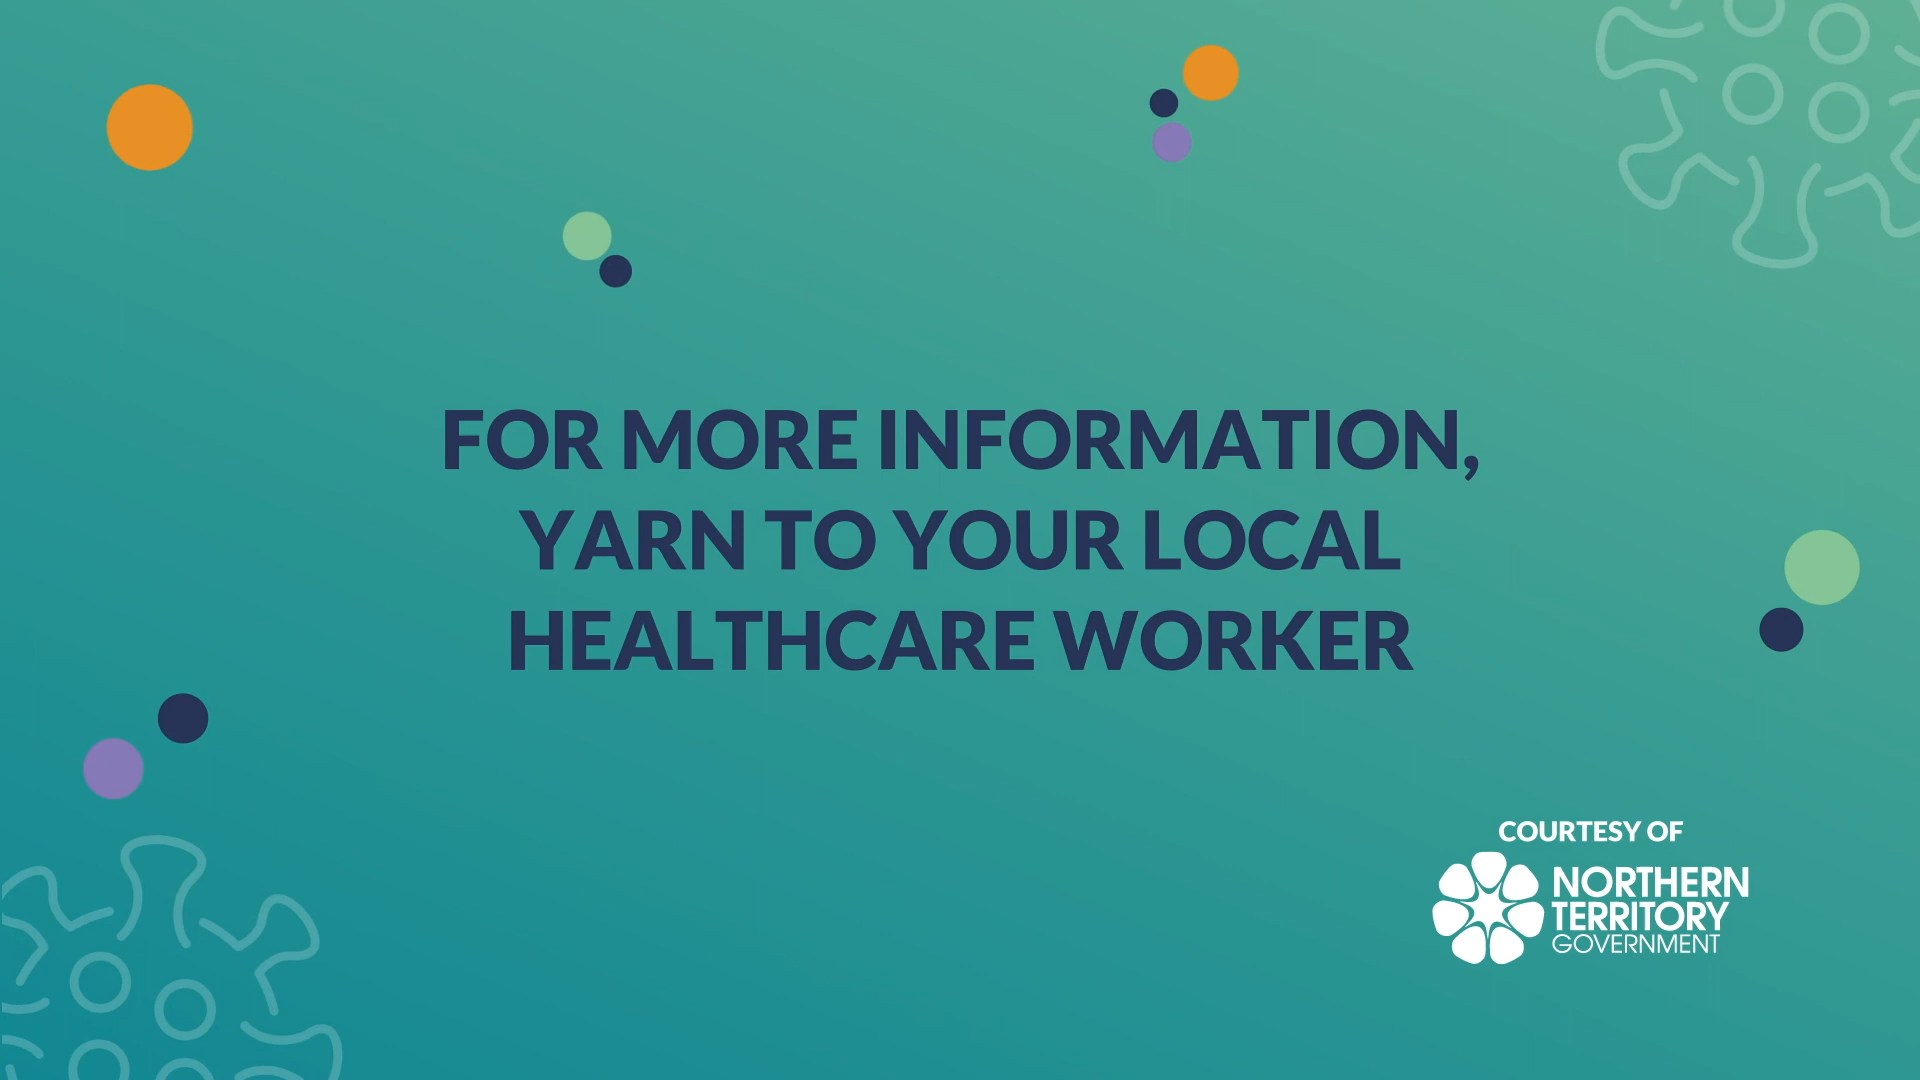 FOR MORE INFORMATION,
YARN TO YOUR LOCAL
HEALTHCARE WORKER
COURTESY OF
NORTHERN
TERRITORY
GOVERNMENT